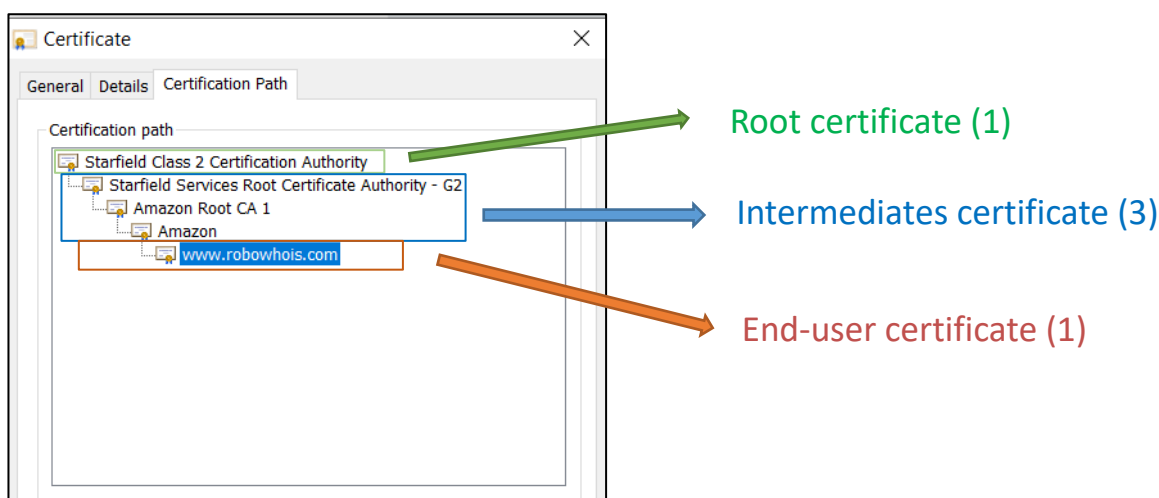 Certificate
General Details Certification Path
Certification path
Starfield Class 2 Certification Authority
Starfield Services Root Certificate Authority - G2
Amazon Root CA 1
Amazon
www.robowhois.com
Root certificate (1)
Intermediates certificate (3)
End-user certificate (1)